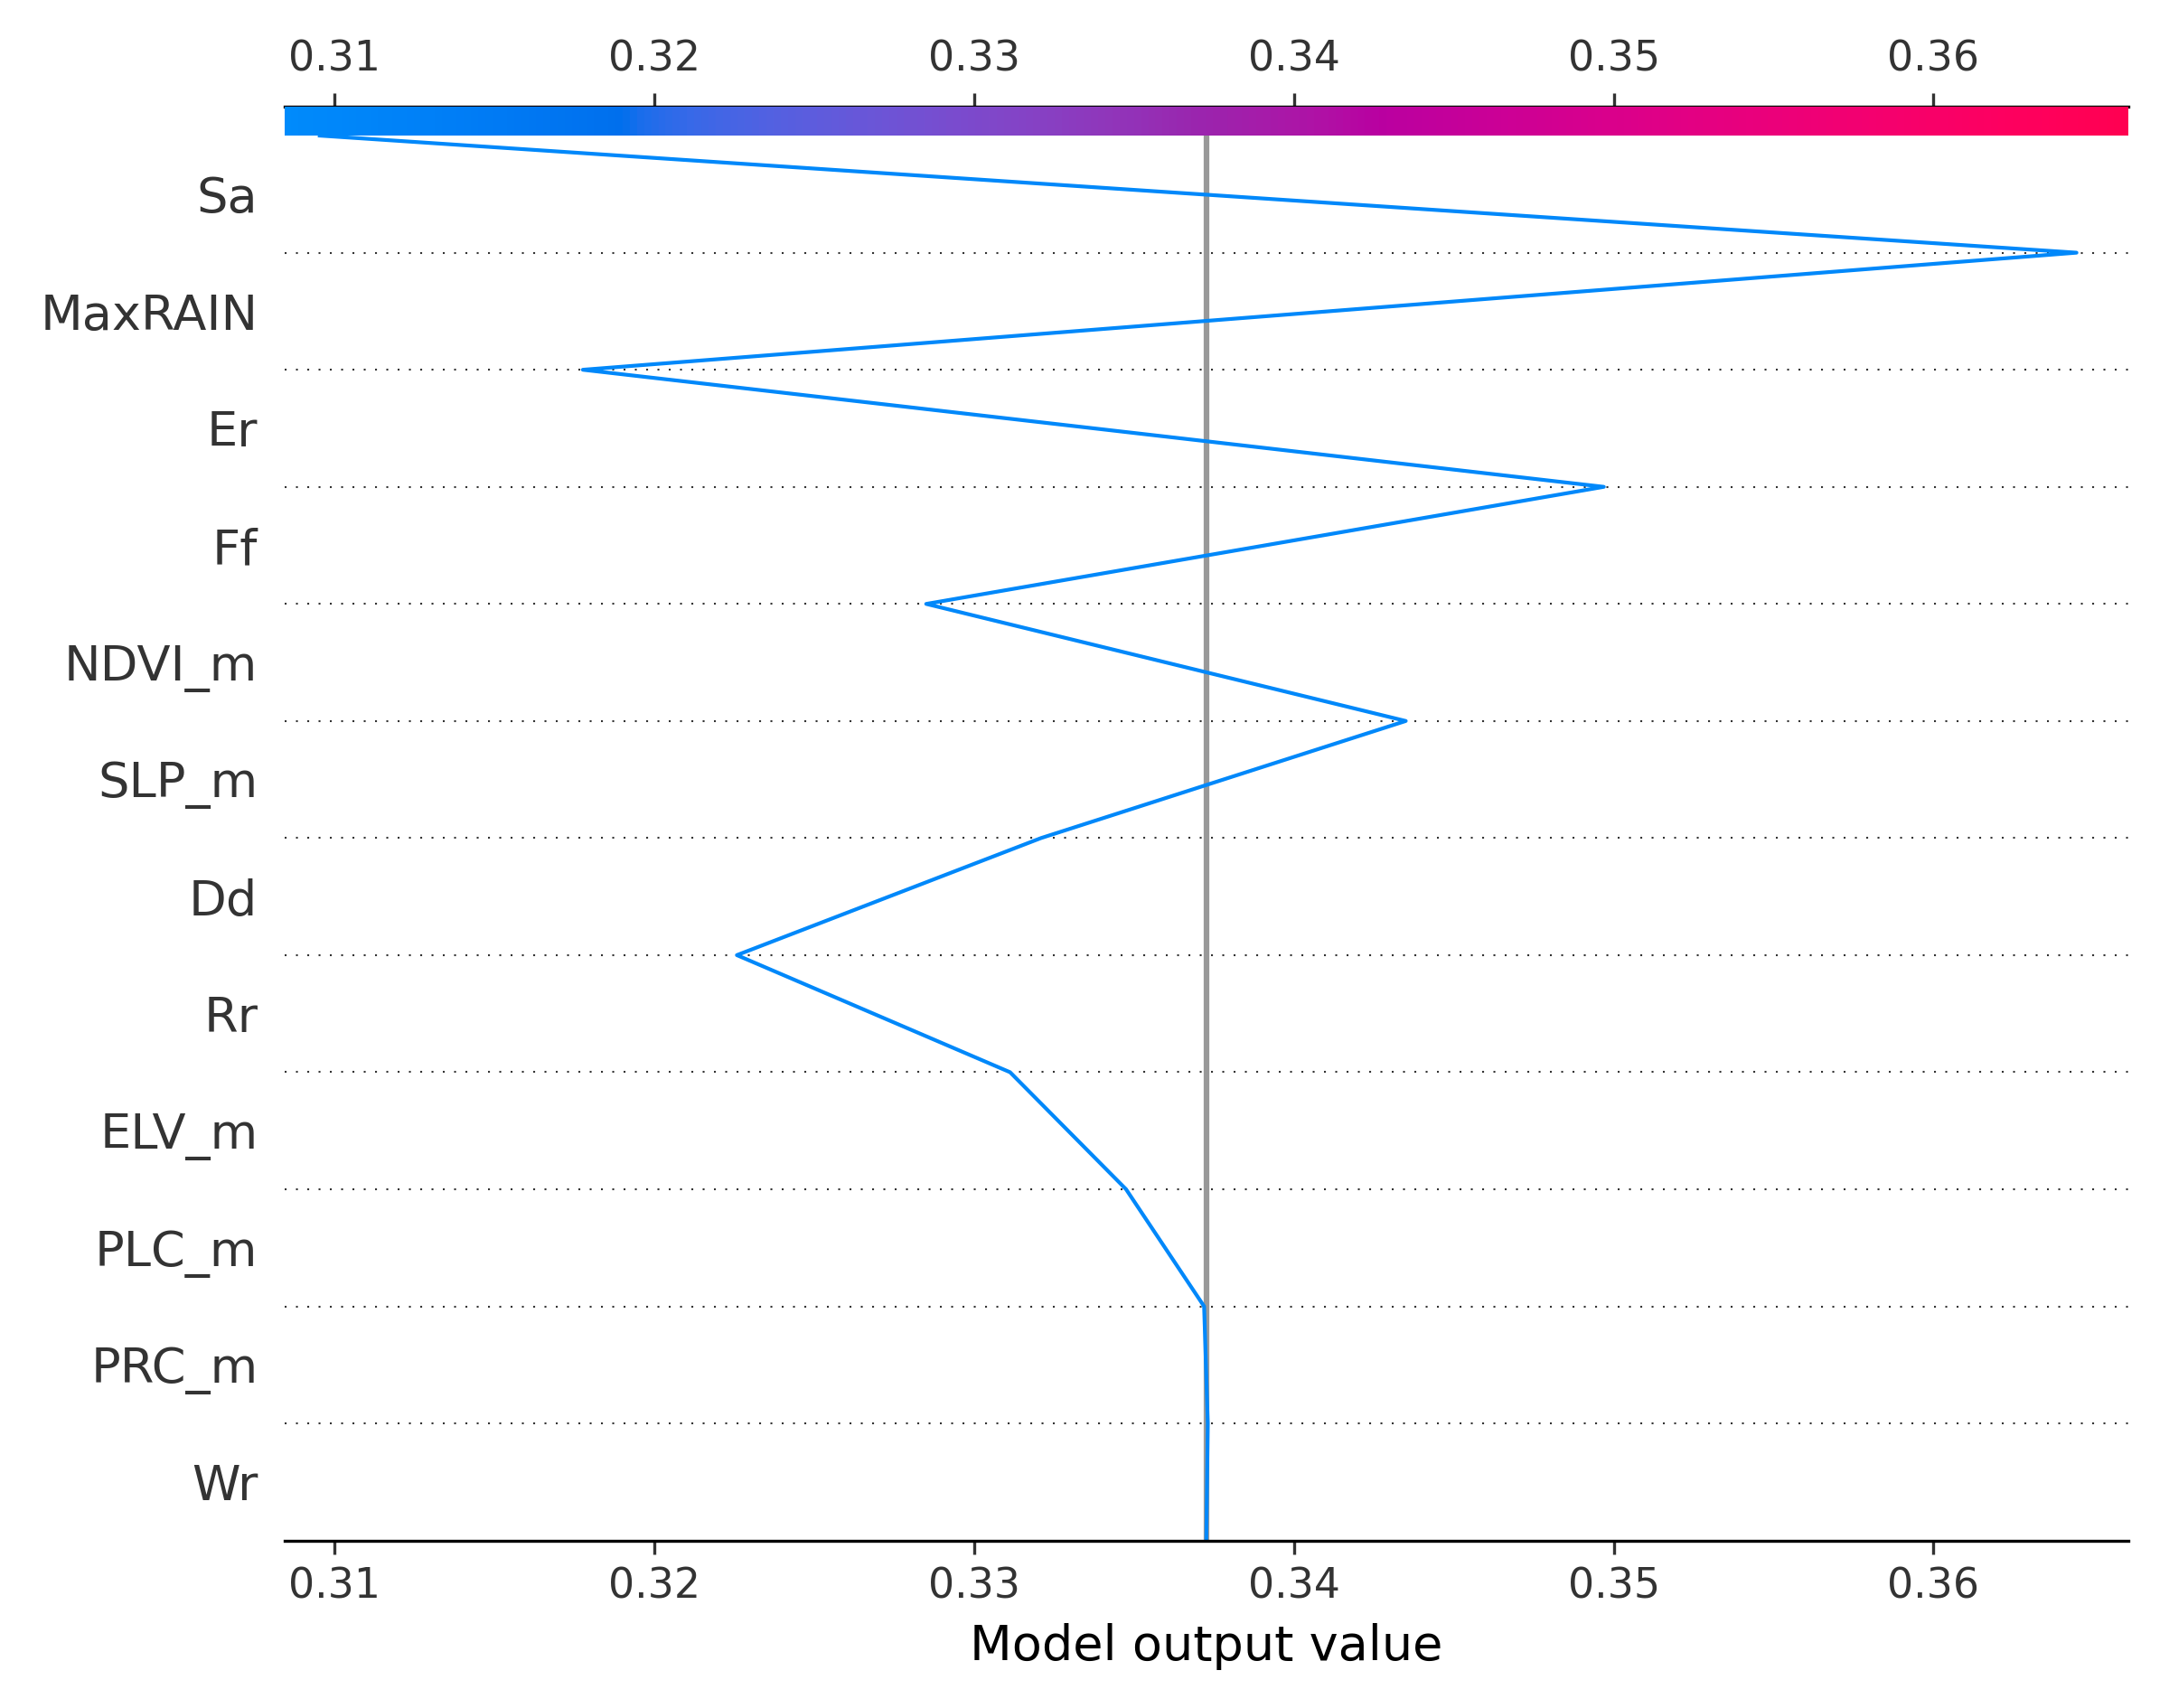 0.31 0.32 0.33 0.34 0.35 0.36
Sa
MaxRAIN
Er
Ff
NDVI_m
SLP_m
Dd
Rr
ELV_m
PLC_m
PRC_m
Wr
0.31 0.32 0.33 0.34 0.35 0.36
Model output value